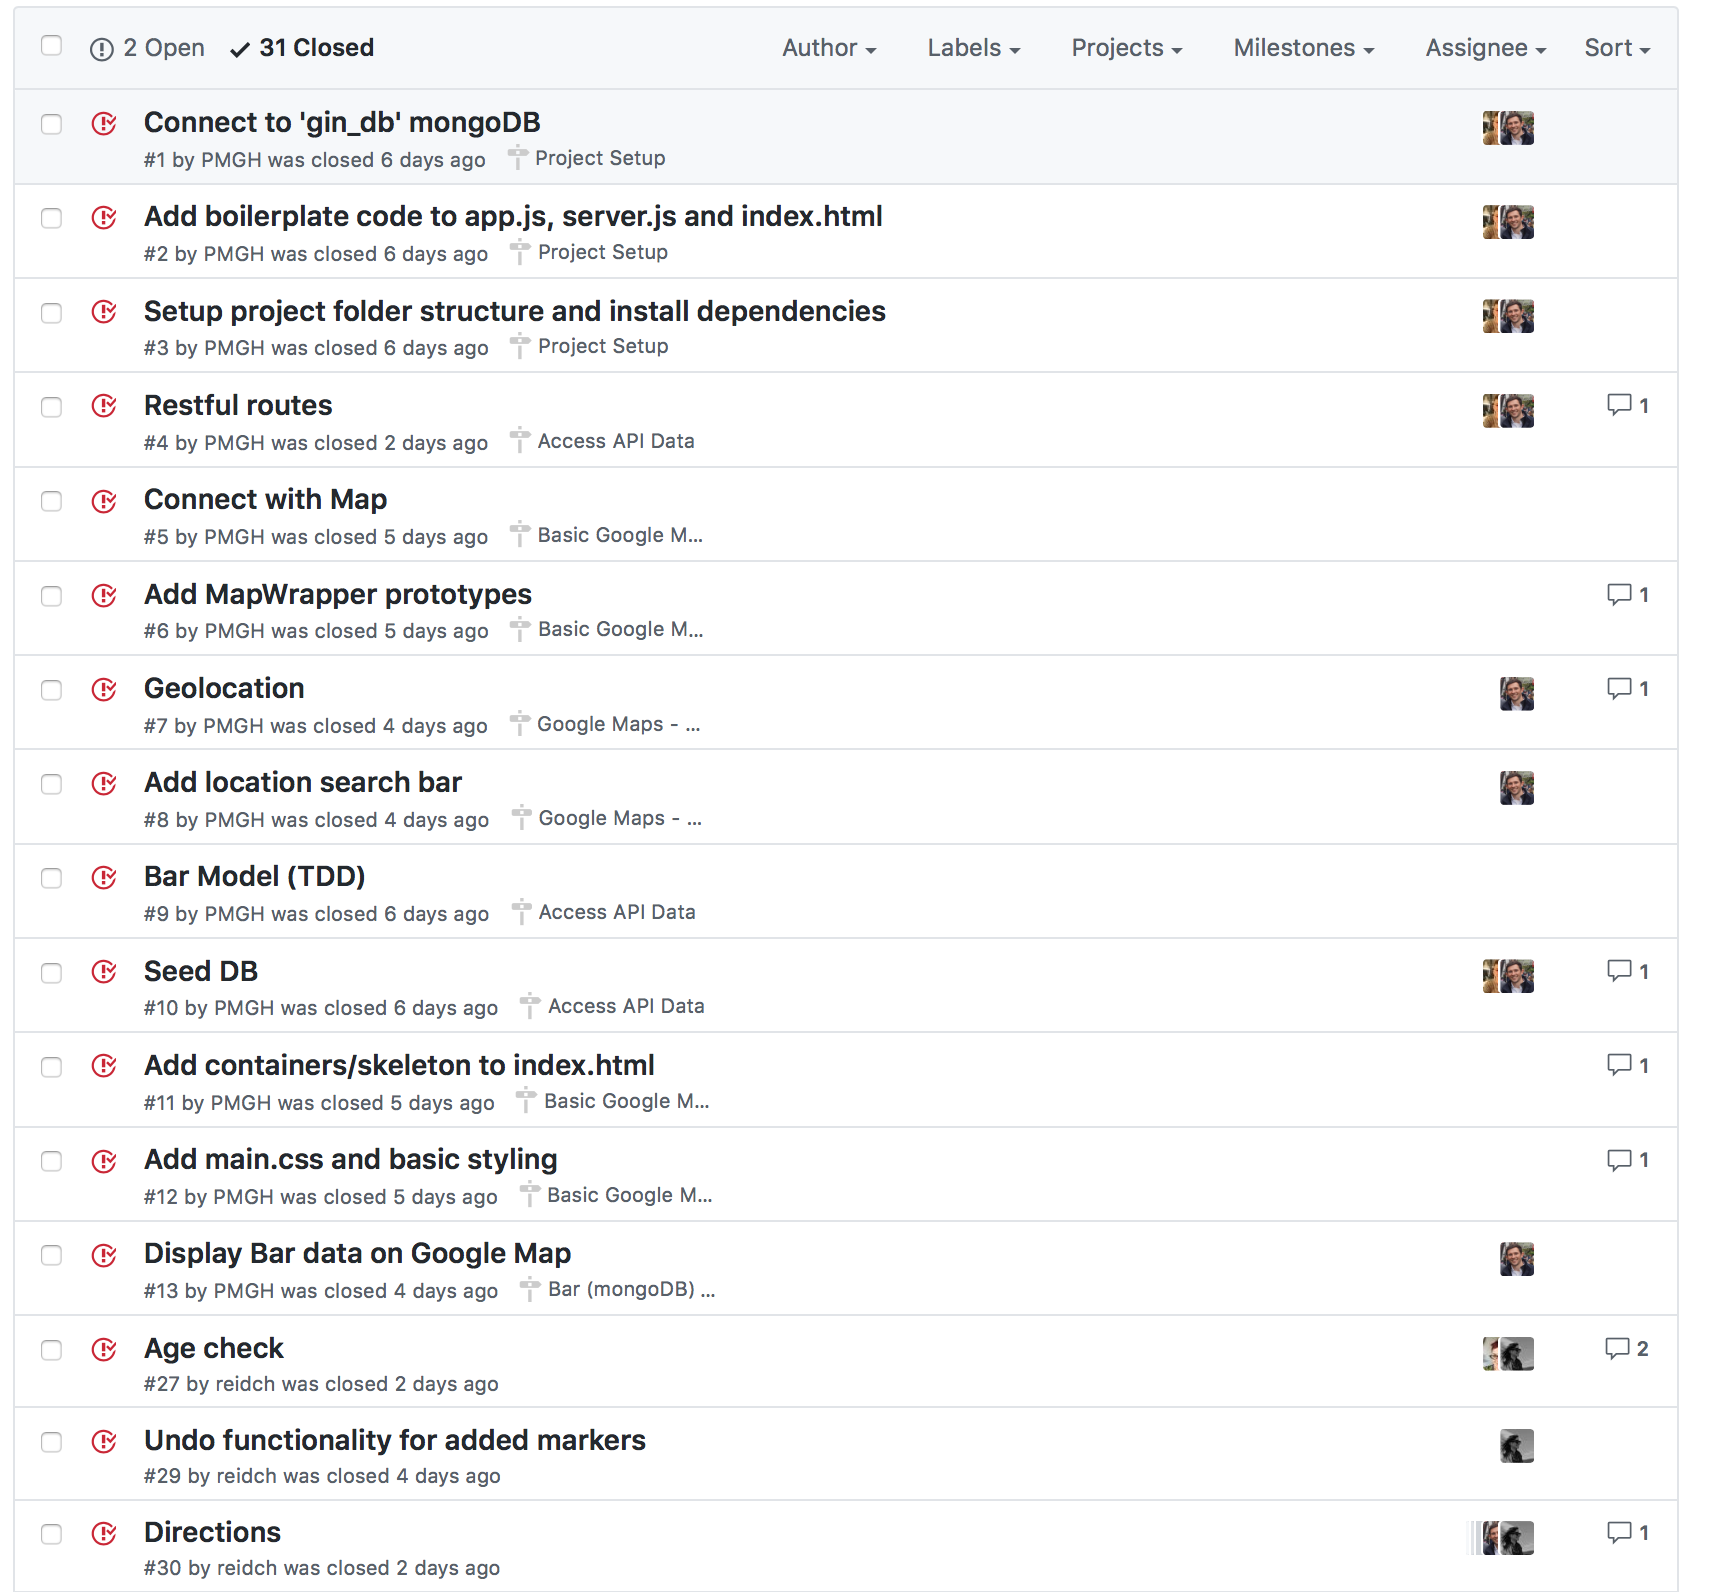 2 Open 31 Closed Author Labels Projects Milestones Assignee Sort
Connect to 'gin_db' mongoDB
#1 by PMGH was closed 6 days ago Project Setup
Add boilerplate code to app.js, server.js and index.html
#2 by PMGH was closed 6 days ago Project Setup
Setup project folder structure and install dependencies
#3 by PMGH was closed 6 days ago Project Setup
Restful routes 1
#4 by PMGH was closed 2 days ago Access API Data
Connect with Map
#5 by PMGH was closed 5 days ago Basic Google M...
Add MapWrapper prototypes 1
#6 by PMGH was closed 5 days ago Basic Google M...
Geolocation 1
#7 by PMGH was closed 4 days ago Google Maps - ...
Add location search bar
#8 by PMGH was closed 4 days ago Google Maps - ...
Bar Model (TDD)
#9 by PMGH was closed 6 days ago Access API Data
Seed DB 1
#10 by PMGH was closed 6 days ago Access API Data
Add containers/skeleton to index.html 1
#11 by PMGH was closed 5 days ago Basic Google M...
Add main.css and basic styling 1
#12 by PMGH was closed 5 days ago Basic Google M...
Display Bar data on Google Map
#13 by PMGH was closed 4 days ago Bar (mongoDB) ...
Age check 2
#27 by reidch was closed 2 days ago
Undo functionality for added markers
#29 by reidch was closed 4 days ago
Directions 1
#30 by reidch was closed 2 days ago